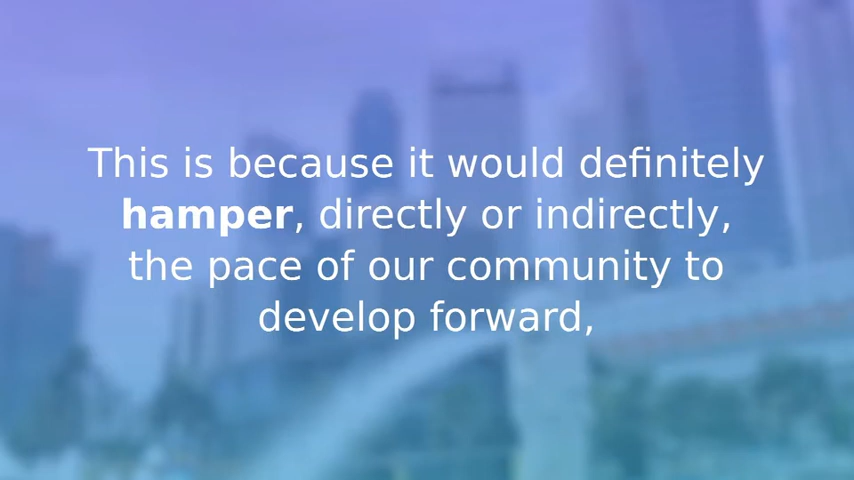 This is because it would definitely
hamper, directly or indirectly,
the pace of our community to
develop forward,